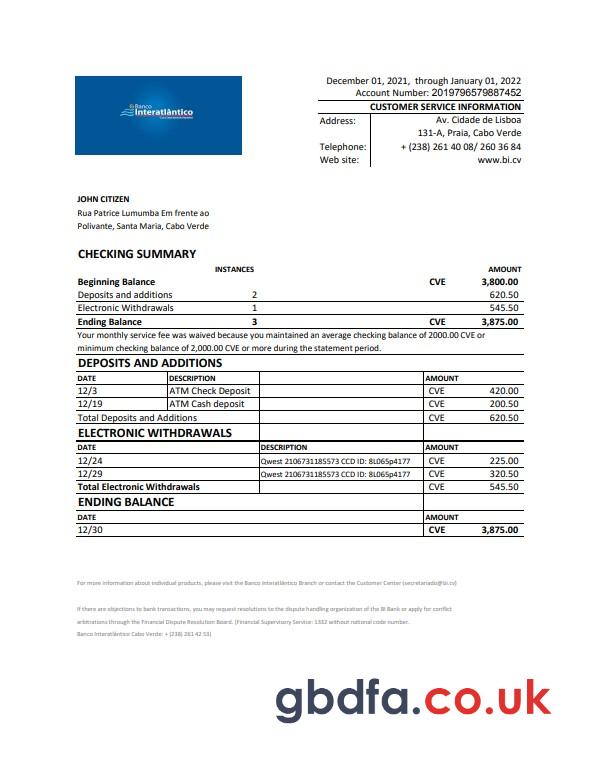 Banco
Interatlântico
December 01, 2021, through January 01, 2022
Account Number: 2019796579887452
CUSTOMER SERVICE INFORMATION
Address: Av. Cidade de Lisboa
131-A, Praia, Cabo Verde
Telephone: + (238) 261 40 08/ 260 36 84
Web site: www.bi.cv
JOHN CITIZEN
Rua Patrice Lumumba Em frente ao
Polivante, Santa Maria, Cabo Verde
CHECKING SUMMARY
INSTANCES AMOUNT
Beginning Balance CVE 3,800.00
Deposits and additions 2 620.50
Electronic Withdrawals 1 545.50
Ending Balance 3 CVE 3,875.00
Your monthly service fee was waived because you maintained an average checking balance of 2000.00 CVE or
minimum checking balance of 2,000.00 CVE or more during the statement period.
DEPOSITS AND ADDITIONS
DATE DESCRIPTION AMOUNT
12/3 ATM Check Deposit CVE 420.00
12/19 ATM Cash deposit CVE 200.50
Total Deposits and Additions CVE 620.50
ELECTRONIC WITHDRAWALS
DATE DESCRIPTION AMOUNT
12/24 Qwest 2106731185573 CCD ID: 8L065p4177 CVE 225.00
12/29 Qwest 2106731185573 CCD ID: 8L065p4177 CVE 320.50
Total Electronic Withdrawals CVE 545.50
ENDING BALANCE
DATE AMOUNT
12/30 CVE 3,875.00
For more information about individual products, please visit the Banco Interatlântico Branch or contact the Customer Center (secretariado@bi.cv)
If there are objections to bank transactions, you may request resolutions to the dispute handling organization of the BI Bank or apply for conflict
arbitrations through the Financial Dispute Resolution Board. (Financial Supervisory Service: 1332 without national code number.
Banco Interatlântico Cabo Verde: + (238) 261 42 53)
gbdfa.co.uk